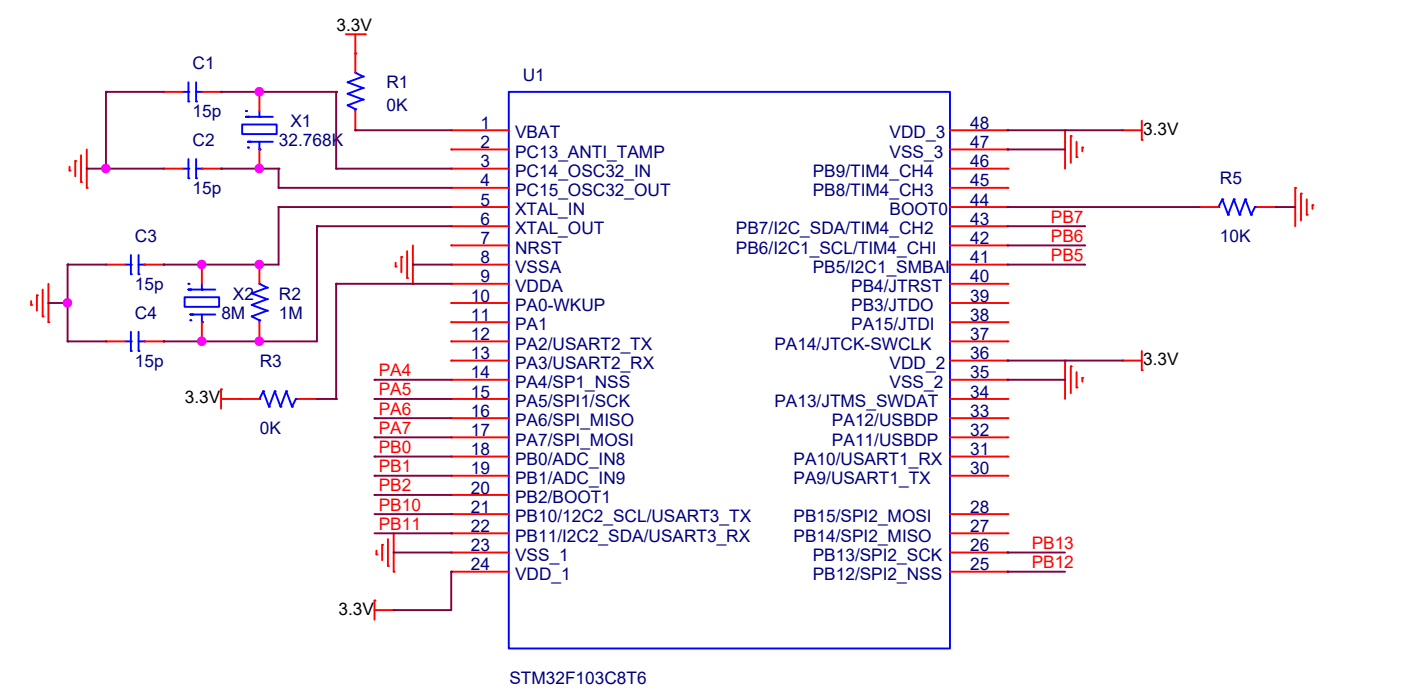 3.3V
C1
15p
R1
0K
X1
32.768K
C2
15p
C3
15p
X2
8M
R2
1M
C4
15p
R3
3.3V
0K
3.3V
U1
1 VBAT
2 PC13_ANTI_TAMP
3 PC14_OSC32_IN
4 PC15_OSC32_OUT
5 XTAL_IN
6 XTAL_OUT
7 NRST
8 VSSA
9 VDDA
10 PA0-WKUP
11 PA1
12 PA2/USART2_TX
13 PA3/USART2_RX
PA4 14 PA4/SP1_NSS
PA5 15 PA5/SPI1/SCK
PA6 16 PA6/SPI_MISO
PA7 17 PA7/SPI_MOSI
PB0 18 PB0/ADC_IN8
PB1 19 PB1/ADC_IN9
PB2 20 PB2/BOOT1
PB10 21 PB10/12C2_SCL/USART3_TX
PB11 22 PB11/I2C2_SDA/USART3_RX
23 VSS_1
24 VDD_1
VDD_3 48 3.3V
VSS_3 47
PB9/TIM4_CH4 46
PB8/TIM4_CH3 45
BOOT0 44
R5
10K
PB7/I2C_SDA/TIM4_CH2 43 PB7
PB6/I2C1_SCL/TIM4_CHI 42 PB6
PB5/I2C1_SMBAI 41 PB5
PB4/JTRST 40
PB3/JTDO 39
PA15/JTDI 38
PA14/JTCK-SWCLK 37
VDD_2 36 3.3V
VSS_2 35
PA13/JTMS_SWDAT 34
PA12/USBDP 33
PA11/USBDP 32
PA10/USART1_RX 31
PA9/USART1_TX 30
PB15/SPI2_MOSI 28
PB14/SPI2_MISO 27
PB13/SPI2_SCK 26 PB13
PB12/SPI2_NSS 25 PB12
STM32F103C8T6